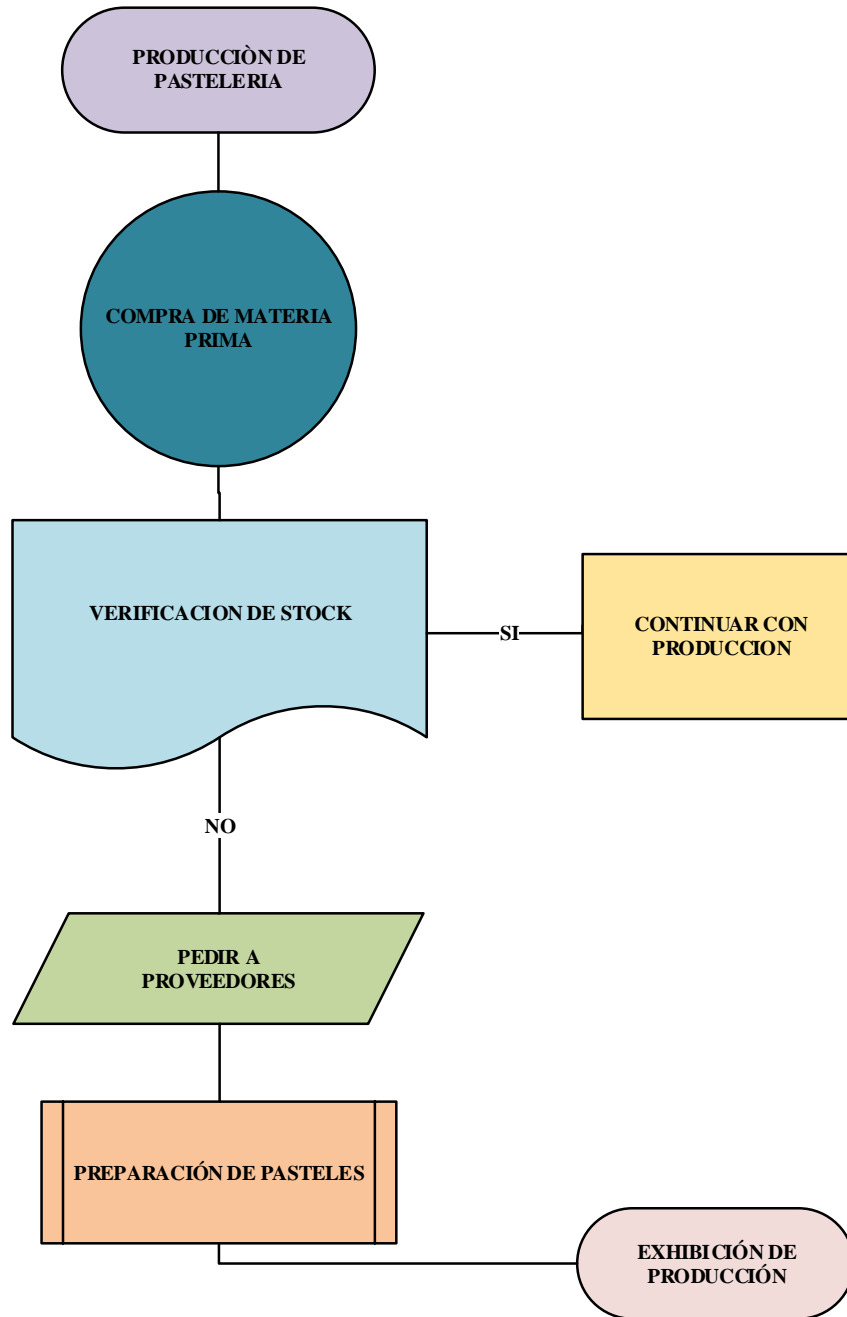 PRODUCCIÒN DE
PASTELERIA
COMPRA DE MATERIA
PRIMA
VERIFICACION DE STOCK
SI
CONTINUAR CON
PRODUCCION
NO
PEDIR A
PROVEEDORES
PREPARACIÓN DE PASTELES
EXHIBICIÓN DE
PRODUCCIÓN